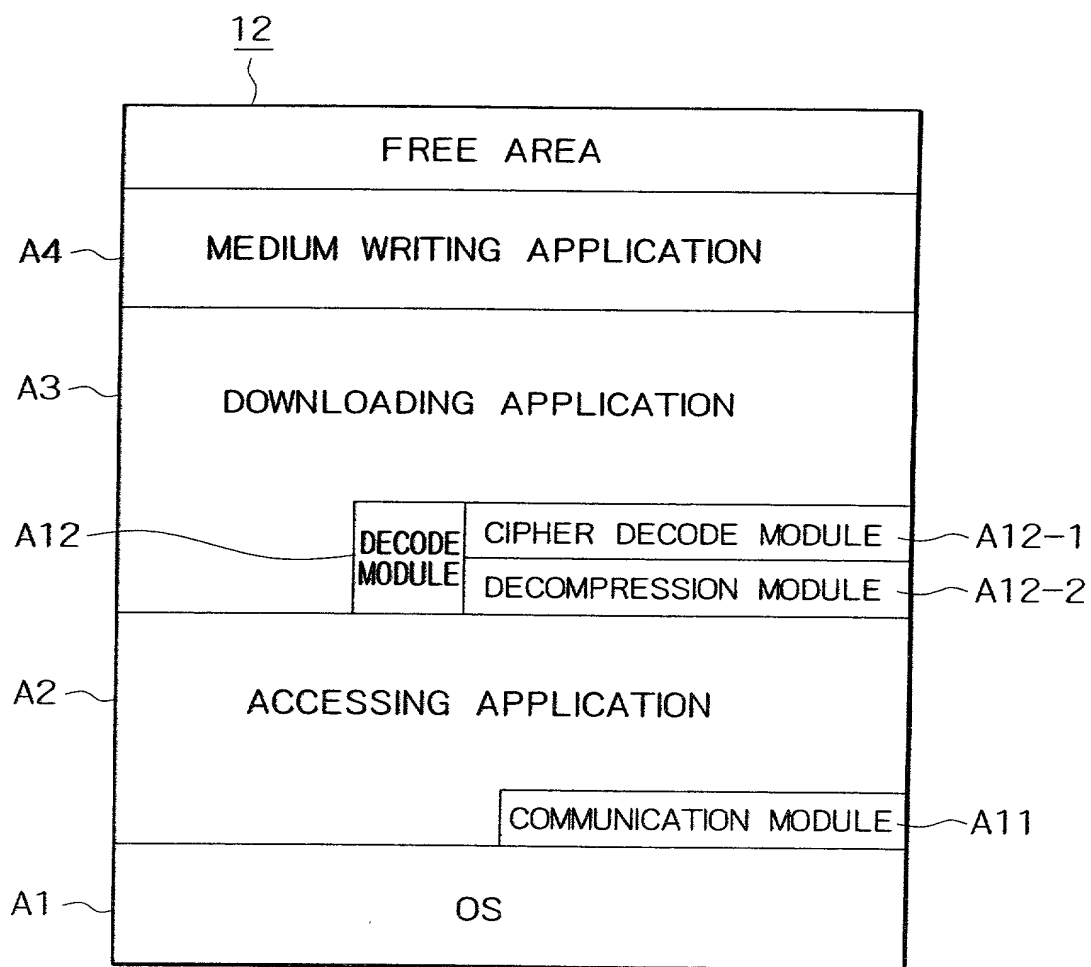 12
FREE AREA
A4
MEDIUM WRITING APPLICATION
A3
DOWNLOADING APPLICATION
A12
DECODE
MODULE
CIPHER DECODE MODULE
A12-1
DECOMPRESSION MODULE
A12-2
A2
ACCESSING APPLICATION
COMMUNICATION MODULE
A11
A1
OS